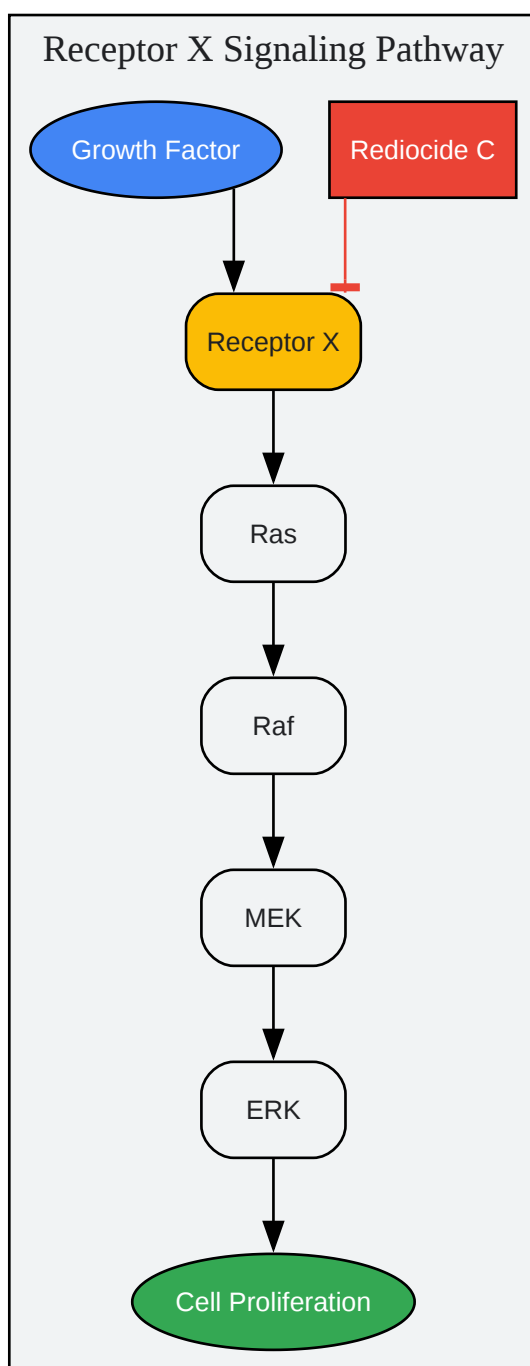 Receptor X Signaling Pathway
Growth Factor
Rediocide C
Receptor X
Ras
Raf
MEK
ERK
Cell Proliferation